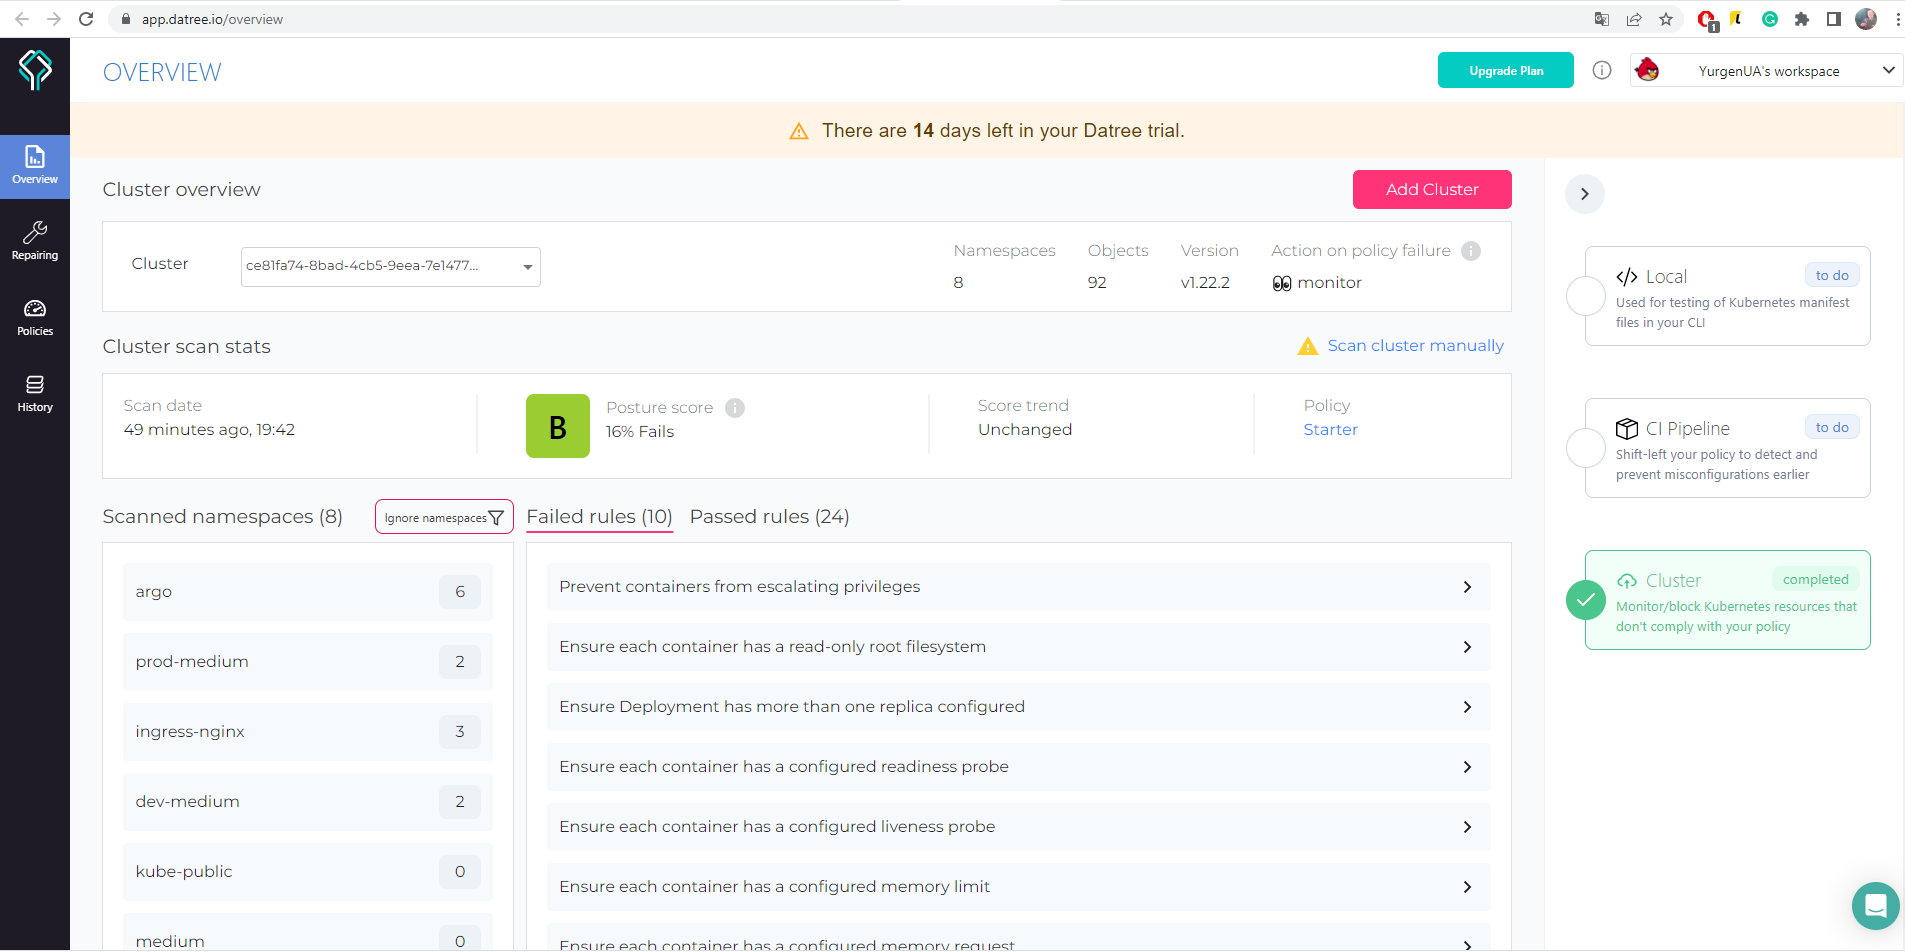 app.datree.io/overview
1
OVERVIEW
Upgrade Plan
YurgenUA's workspace
There are 14 days left in your Datree trial.
Overview
Repairing
Policies
History
Cluster overview
Add Cluster
Cluster
ce81fa74-8bad-4cb5-9eea-7e1477...
Namespaces
8
Objects
92
Version
v1.22.2
Action on policy failure
monitor
Cluster scan stats
Scan cluster manually
Scan date
49 minutes ago, 19:42
B
Posture score
16% Fails
Score trend
Unchanged
Policy
Starter
Scanned namespaces (8)
Ignore namespaces
Failed rules (10)
Passed rules (24)
argo 6
prod-medium 2
ingress-nginx 3
dev-medium 2
kube-public 0
medium 0
Prevent containers from escalating privileges
Ensure each container has a read-only root filesystem
Ensure Deployment has more than one replica configured
Ensure each container has a configured readiness probe
Ensure each container has a configured liveness probe
Ensure each container has a configured memory limit
Ensure each container has a configured memory request
Local
to do
Used for testing of Kubernetes manifest
files in your CLI
CI Pipeline
to do
Shift-left your policy to detect and
prevent misconfigurations earlier
Cluster
completed
Monitor/block Kubernetes resources that
don't comply with your policy